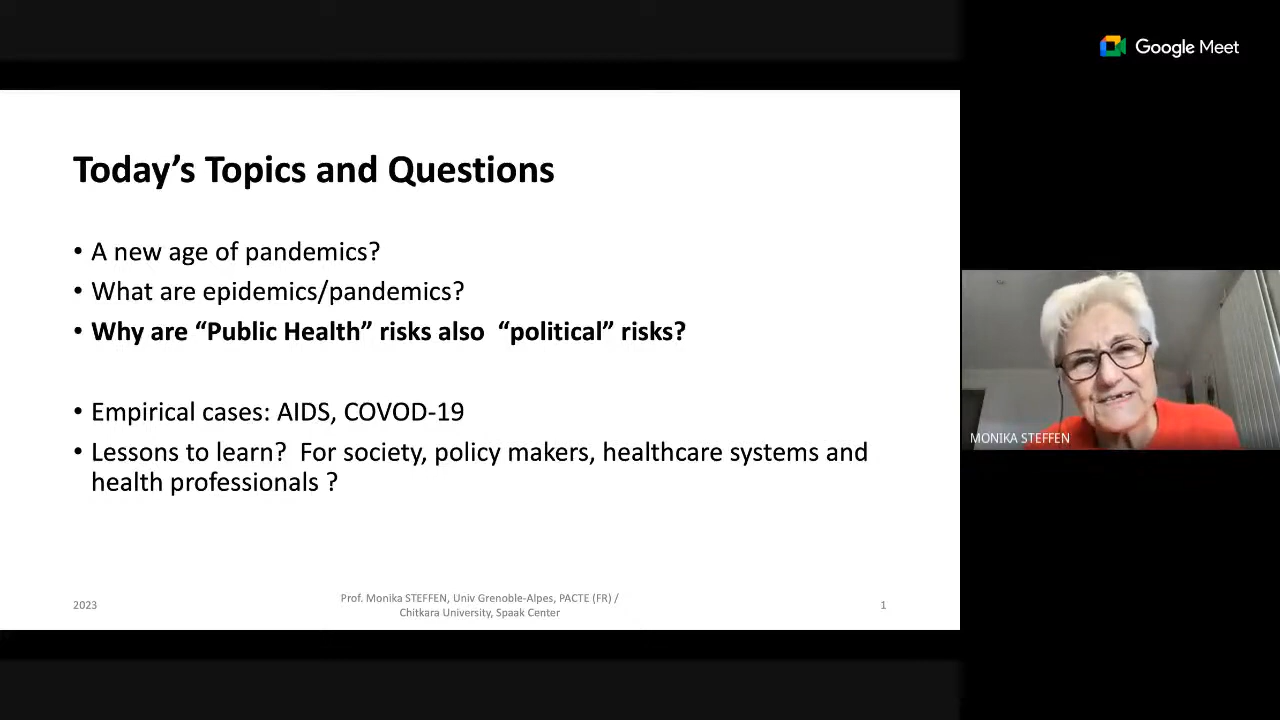 Google Meet
Today’s Topics and Questions
• A new age of pandemics?
• What are epidemics/pandemics?
• Why are “Public Health” risks also  “political” risks?
• Empirical cases: AIDS, COVOD-19
• Lessons to learn?  For society, policy makers, healthcare systems and
health professionals ?
MONIKA STEFFEN
2023
Prof. Monika STEFFEN, Univ Grenoble-Alpes, PACTE (FR) /
Chitkara University, Spaak Center
1